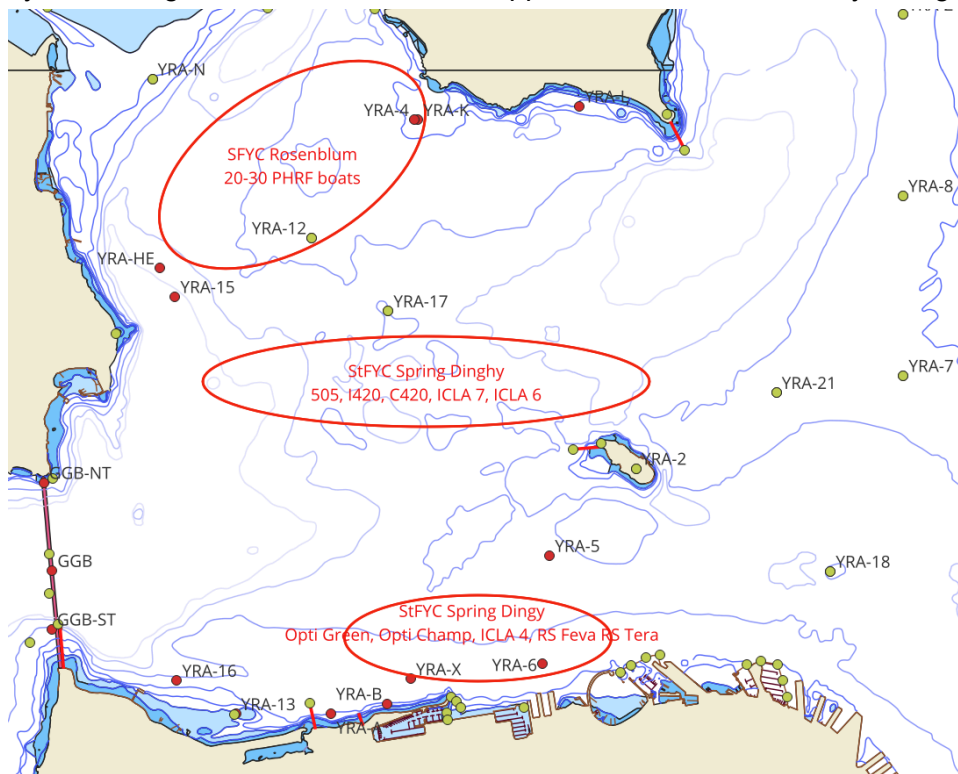 YRA-N
YRA-4
YRA-K
SFYC Rosenblum
20-30 PHRF boats
YRA-8
YRA-12
YRA-HE
YRA-15
YRA-17
StFYC Spring Dinghy
505, I420, C420, ICLA 7, ICLA 6
YRA-7
YRA-21
YRA-2
GGB-NT
YRA-5
GGB
YRA-18
StFYC Spring Dingy
GGB-ST
Opti Green, Opti Champ, ICLA 4, RS Feva RS Tera
YRA-6
YRA-16
YRA-X
YRA-B
YRA-13
YRA-A